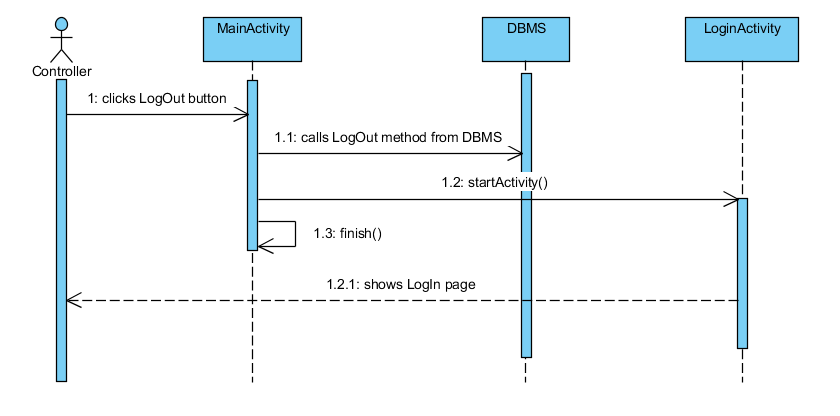 MainActivity
DBMS
LoginActivity
Controller
1: clicks LogOut button
1.1: calls LogOut method from DBMS
1.2: startActivity()
1.3: finish()
1.2.1: shows LogIn page